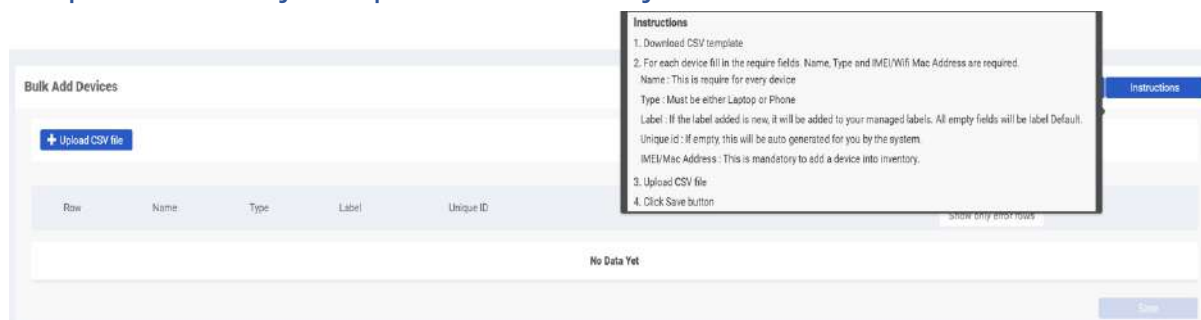 Bulk Add Devices
Instructions
+ Upload CSV file
Instructions
1. Download CSV template
2. For each device fill in the require fields. Name, Type and IMEI/Wifi Mac Address are required.
Name : This is require for every device
Type : Must be either Laptop or Phone
Label : If the label added is new, it will be added to your managed labels. All empty fields will be label Default.
Unique id : If empty, this will be auto generated for you by the system.
IMEI/Mac Address : This is mandatory to add a device into inventory.
3. Upload CSV file
4. Click Save button
Row Name Type Label Unique ID
Show only error rows
No Data Yet
Save